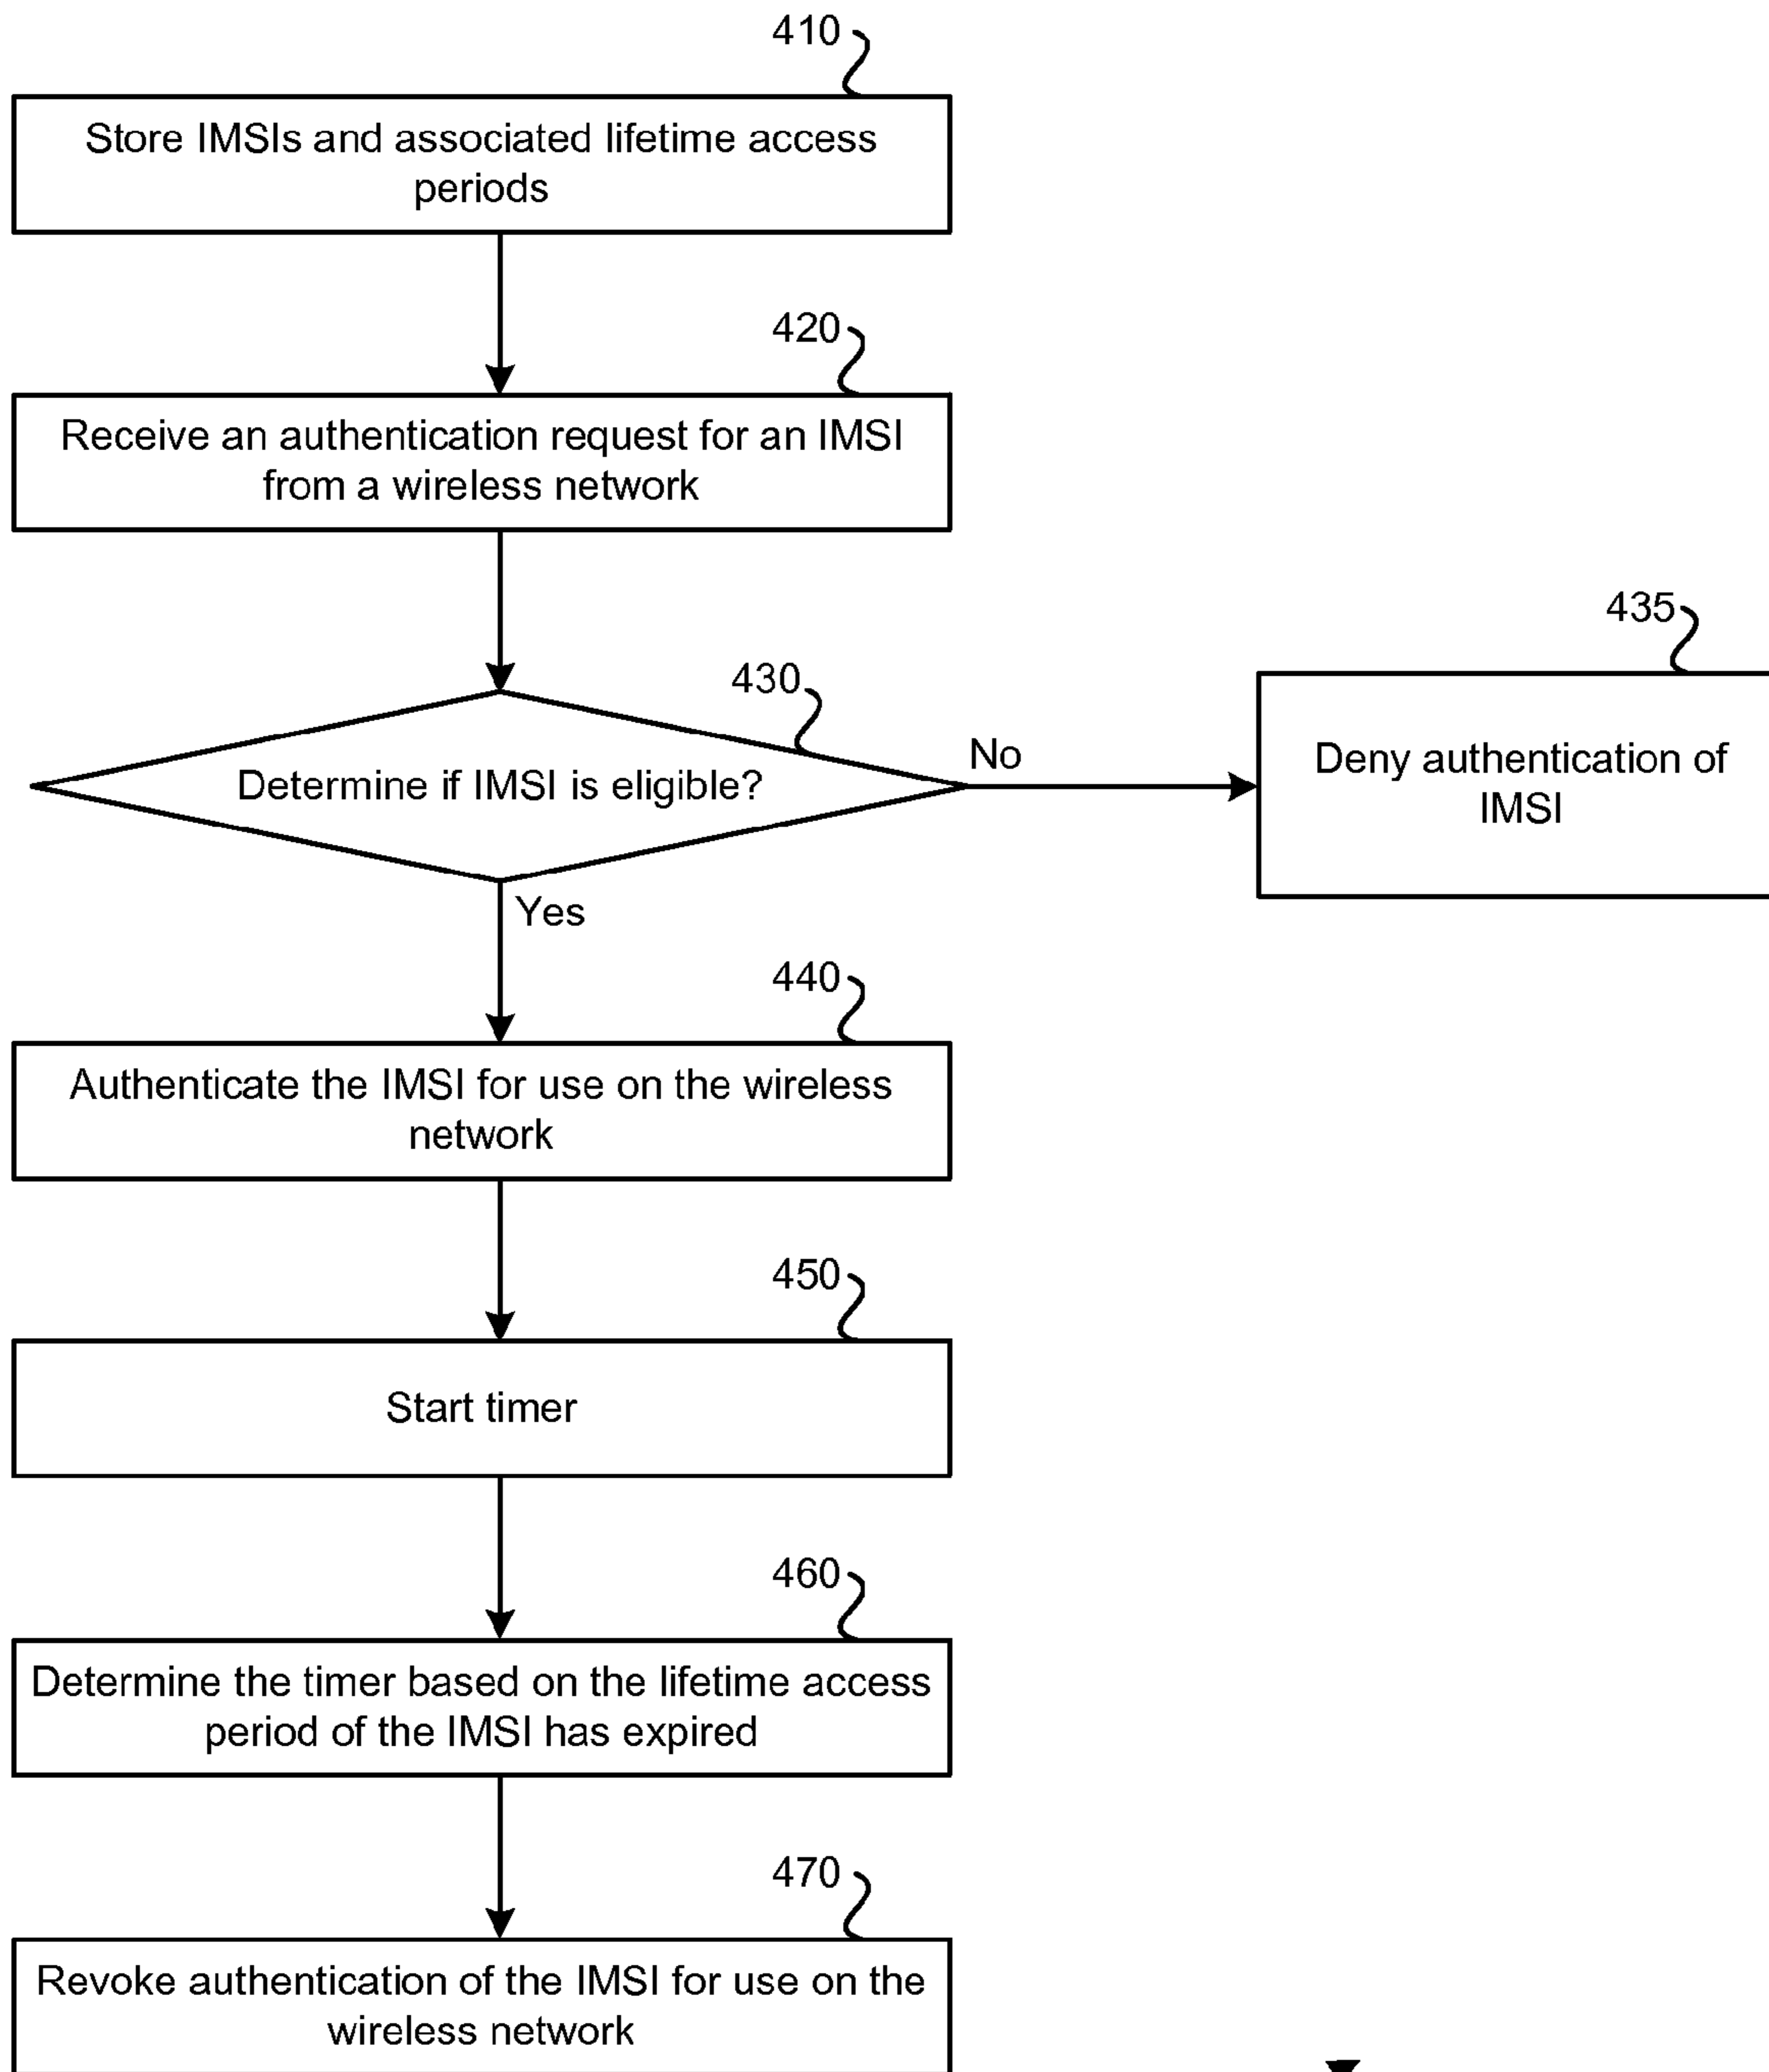 410
Store IMSIs and associated lifetime access
periods
420
Receive an authentication request for an IMSI
from a wireless network
430
Determine if IMSI is eligible?
No
435
Deny authentication of
IMSI
Yes
440
Authenticate the IMSI for use on the wireless
network
450
Start timer
460
Determine the timer based on the lifetime access
period of the IMSI has expired
470
Revoke authentication of the IMSI for use on the
wireless network